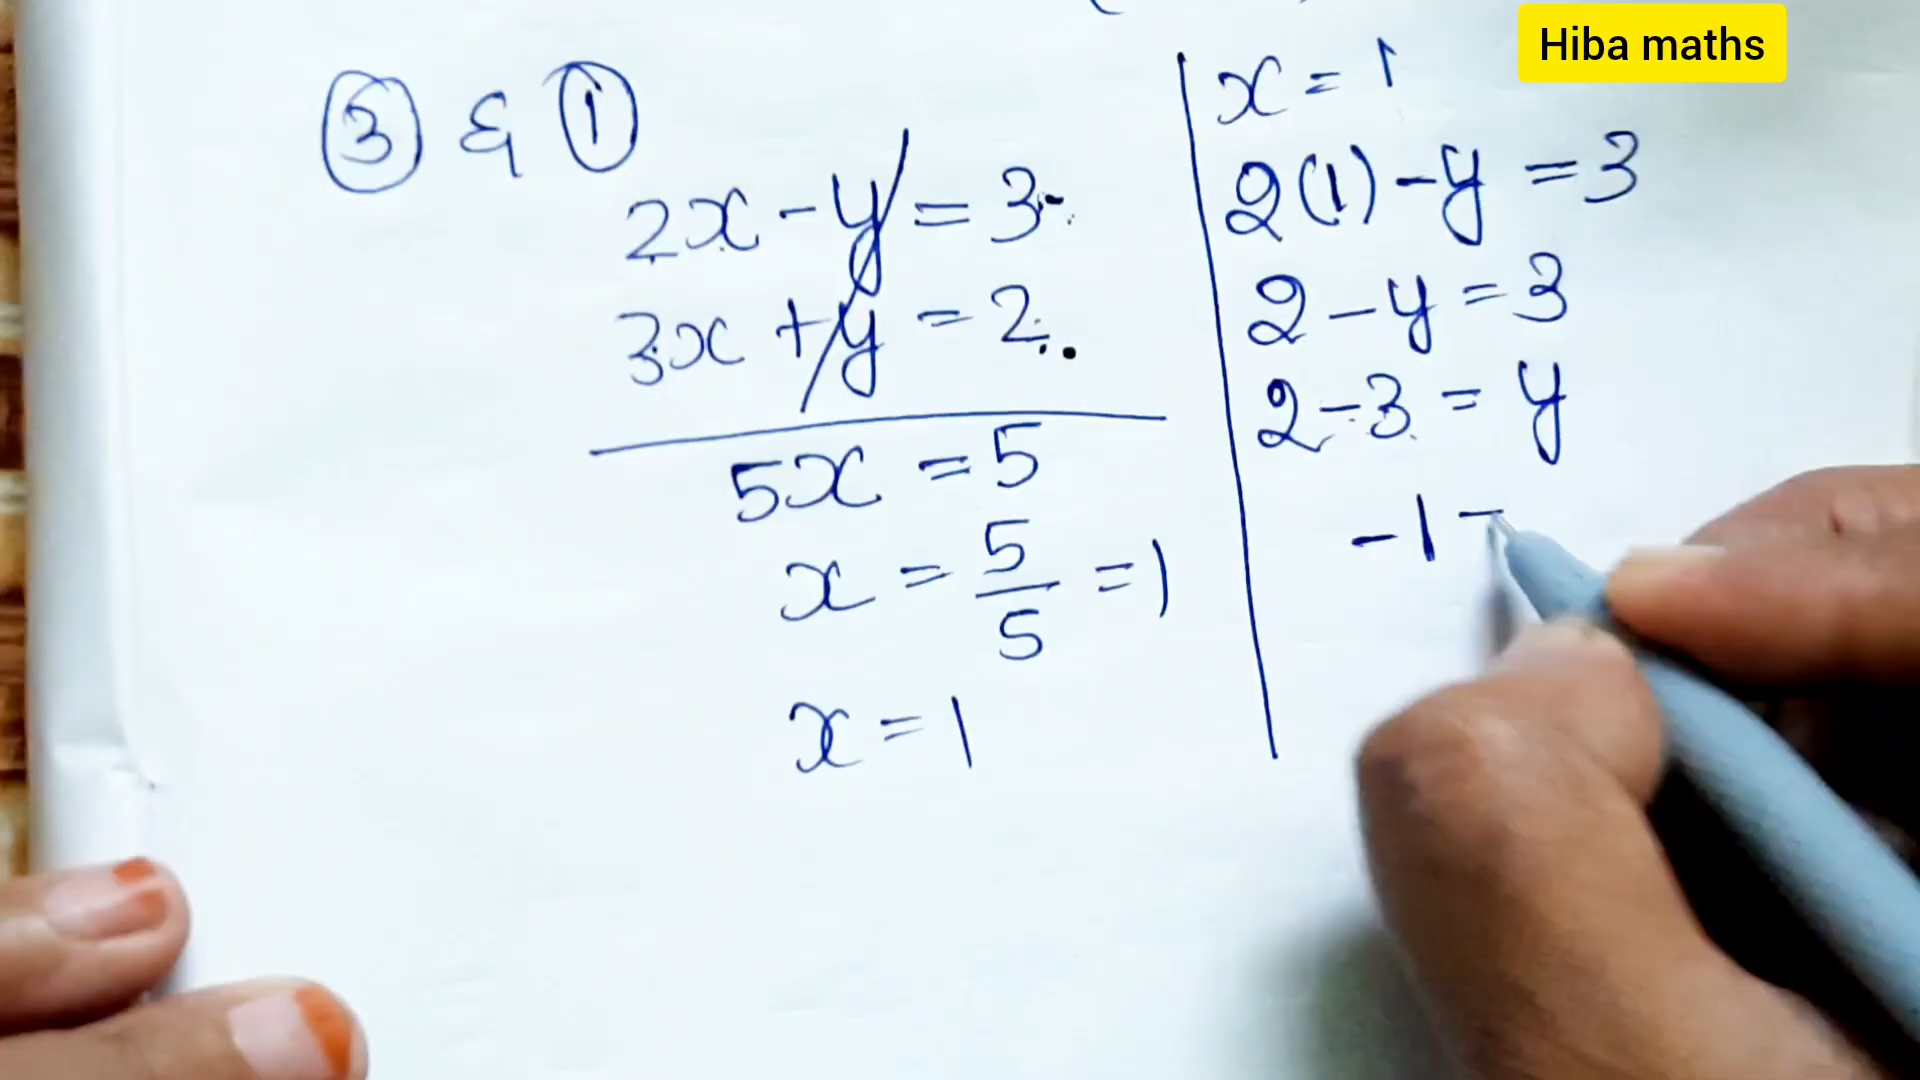 Hiba maths
③ & ①
2x - y = 3
3x + y = 2
5x = 5
x = 5/5 = 1
x = 1
x = 1
2(1) - y = 3
2 - y = 3
2 - 3 = y
-1 -